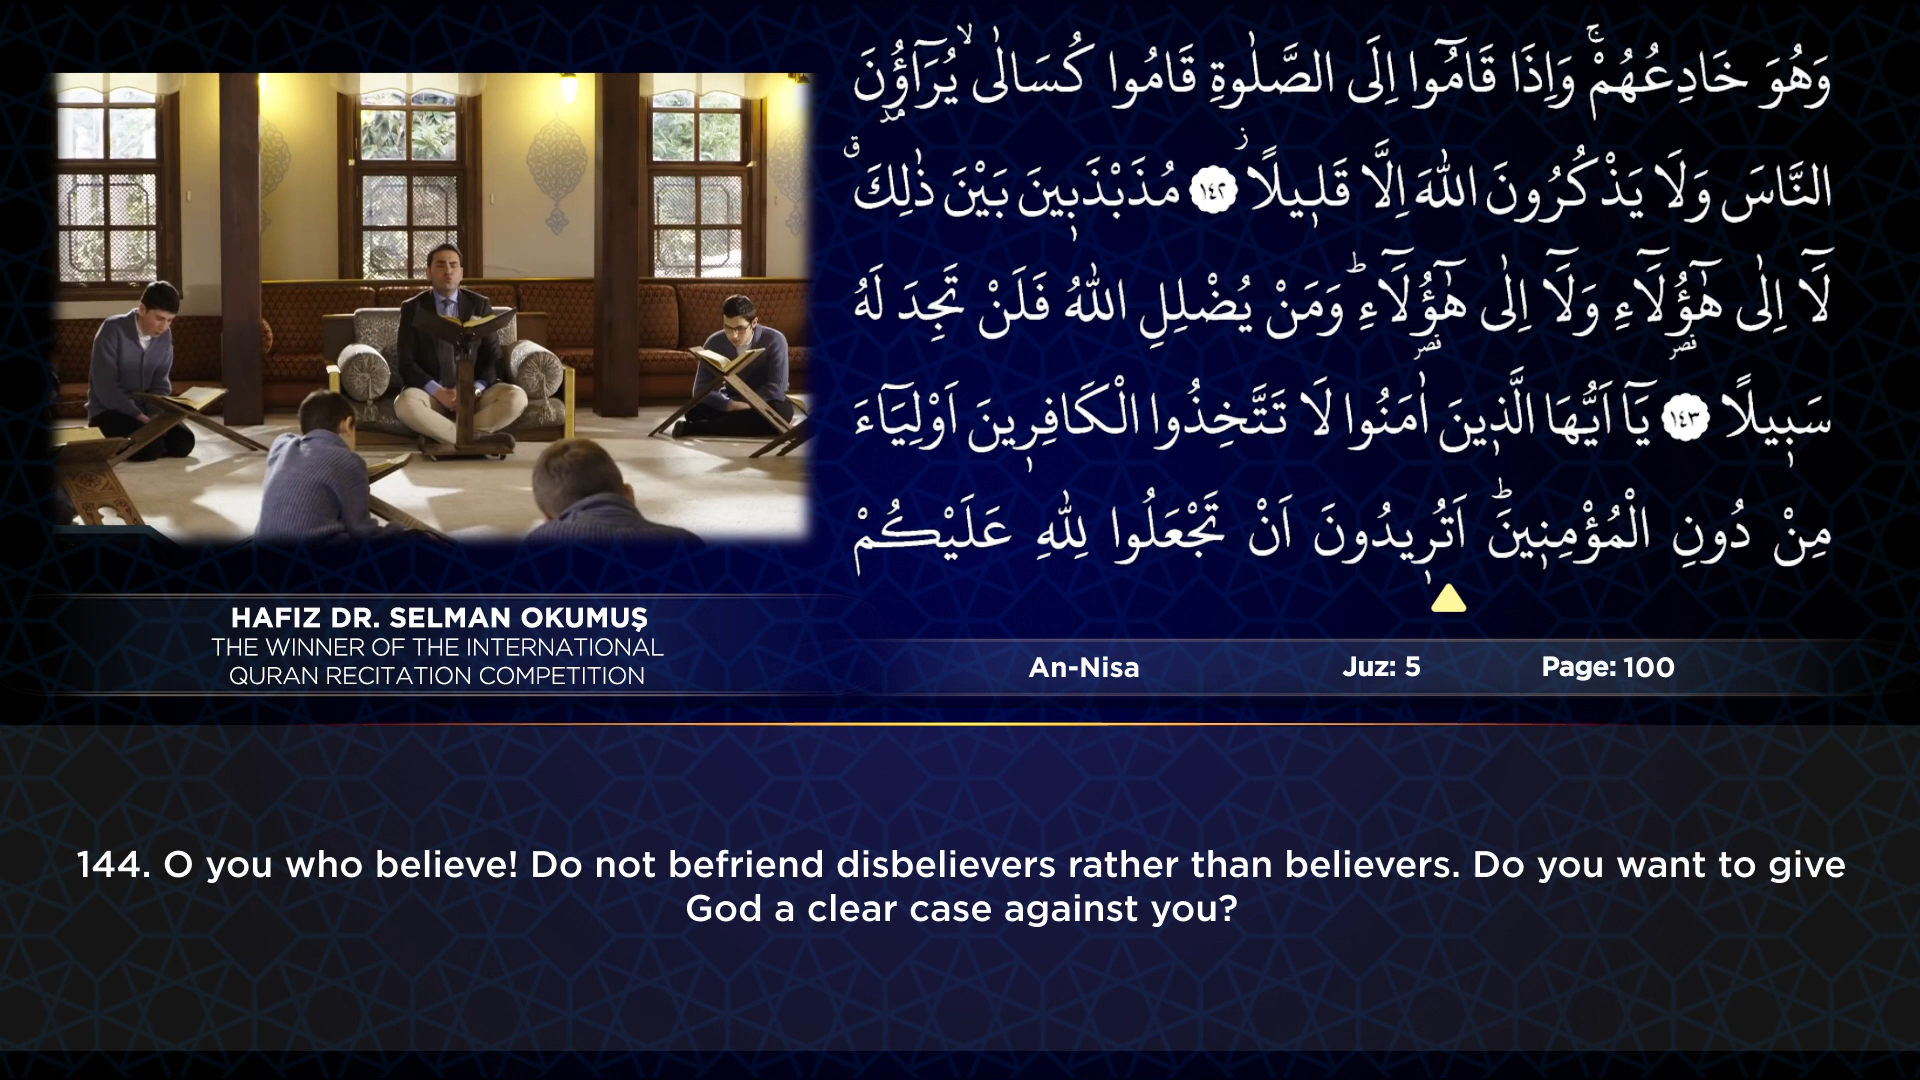 وَهُوَ خَادِعُهُمْۚ وَاِذَا قَامُٓوا اِلَى الصَّلٰوةِ قَامُوا كُسَالٰىۙ يُرَٓاؤُ۫نَ
النَّاسَ وَلَا يَذْكُرُونَ اللّٰهَ اِلَّا قَل۪يلًاۘ ﴿١٤٢﴾ مُذَبْذَب۪ينَ بَيْنَ ذٰلِكَۗ
لَٓا اِلٰى هٰٓؤُ۬لَٓاءِ وَلَٓا اِلٰى هٰٓؤُ۬لَٓاءِۜ وَمَنْ يُضْلِلِ اللّٰهُ فَلَنْ تَجِدَ لَهُ
سَب۪يلًا ﴿١٤٣﴾ يَٓا اَيُّهَا الَّذ۪ينَ اٰمَنُوا لَا تَتَّخِذُوا الْكَافِر۪ينَ اَوْلِيَٓاءَ
مِنْ دُونِ الْمُؤْمِن۪ينَۜ اَتُر۪يدُونَ اَنْ تَجْعَلُوا لِلّٰهِ عَلَيْكُمْ
HAFIZ DR. SELMAN OKUMUŞ
THE WINNER OF THE INTERNATIONAL
QURAN RECITATION COMPETITION
An-Nisa Juz: 5 Page: 100
144. O you who believe! Do not befriend disbelievers rather than believers. Do you want to give
God a clear case against you?